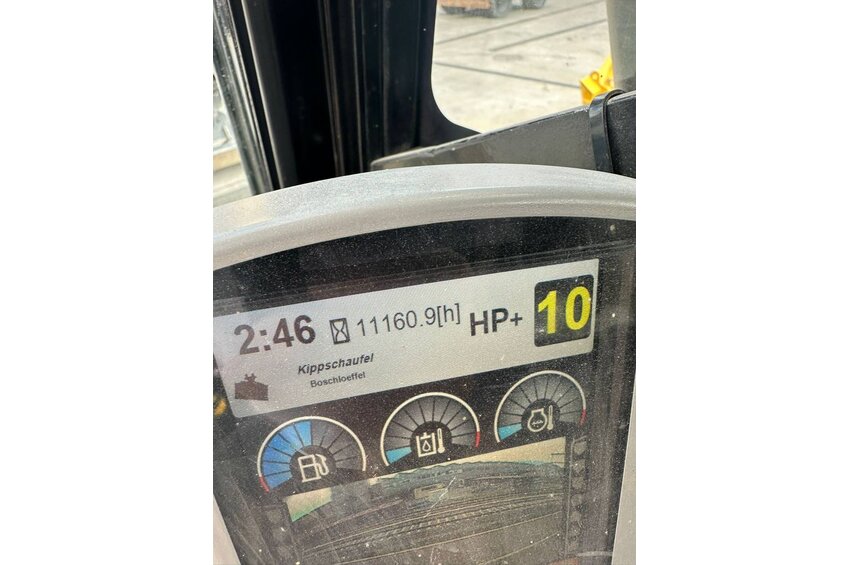 2:46 11160.9[h] HP+ 10
Kippschaufel
Boschloeffel